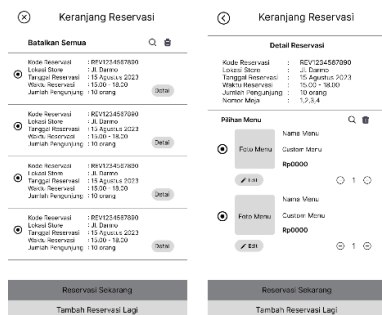 Keranjang Reservasi
Batalkan Semua
Kode Reservasi : REV1234567890
Lokasi Store : Jl. Darmo
Tanggal Reservasi : 15 Agustus 2023
Waktu Reservasi : 15.00 - 18.00
Jumlah Pengunjung : 10 orang
Detail
Kode Reservasi : REV1234567890
Lokasi Store : Jl. Darmo
Tanggal Reservasi : 15 Agustus 2023
Waktu Reservasi : 15.00 - 18.00
Jumlah Pengunjung : 10 orang
Detail
Kode Reservasi : REV1234567890
Lokasi Store : Jl. Darmo
Tanggal Reservasi : 15 Agustus 2023
Waktu Reservasi : 15.00 - 18.00
Jumlah Pengunjung : 10 orang
Detail
Kode Reservasi : REV1234567890
Lokasi Store : Jl. Darmo
Tanggal Reservasi : 15 Agustus 2023
Waktu Reservasi : 15.00 - 18.00
Jumlah Pengunjung : 10 orang
Detail
Reservasi Sekarang
Tambah Reservasi Lagi
Keranjang Reservasi
Detail Reservasi
Kode Reservasi : REV1234567890
Lokasi Store : Jl. Darmo
Tanggal Reservasi : 15 Agustus 2023
Waktu Reservasi : 15.00 - 18.00
Jumlah Pengunjung : 10 orang
Nomor Meja : 1,2,3,4
Pilihan Menu
Nama Menu
Foto Menu
Custom Menu
Rp0000
Edit
1
Nama Menu
Foto Menu
Custom Menu
Rp0000
Edit
1
Reservasi Sekarang
Tambah Reservasi Lagi